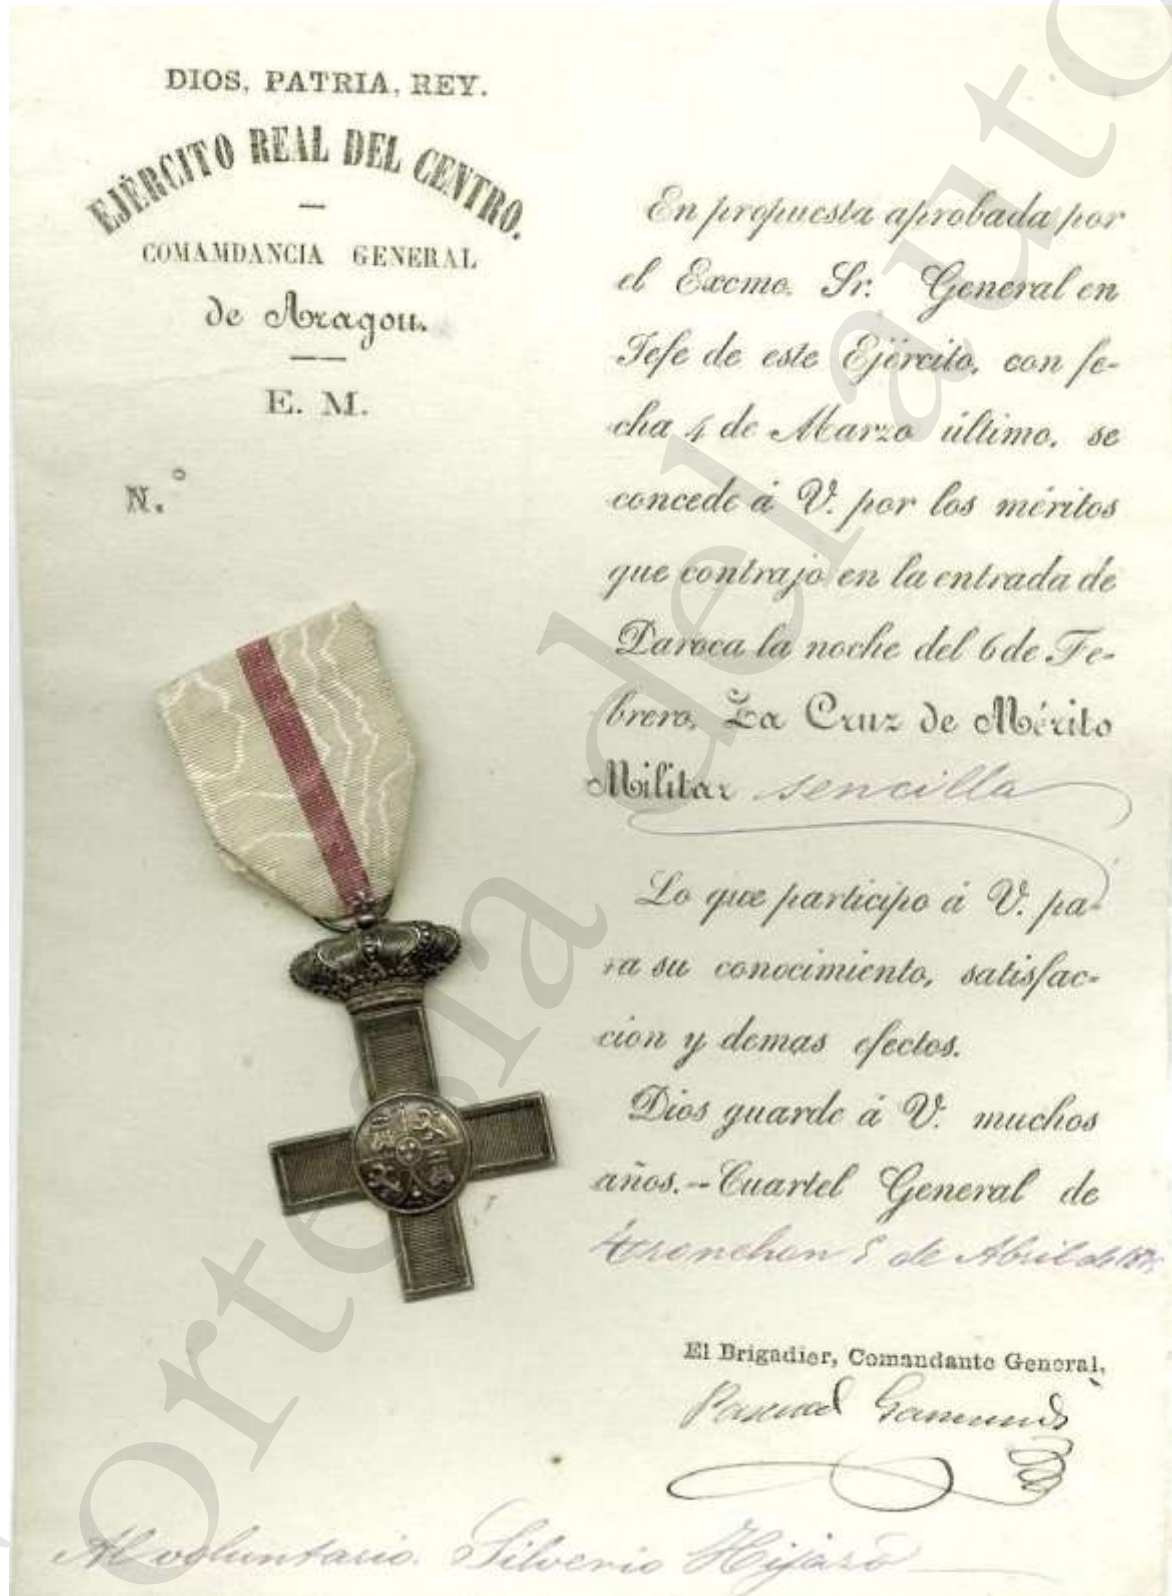 DIOS, PATRIA, REY.
EJÉRCITO REAL DEL CENTRO.
COMAMDANCIA GENERAL
de Aragon.
E. M.
N.°
En propuesta aprobada por
el Excmo. Sr. General en
Jefe de este Ejército, con fe-
cha 4 de Marzo último, se
concede á V. por los méritos
que contrajo en la entrada de
Daroca la noche del 6 de Fe-
brero, La Cruz de Mérito
Militar sencilla
Lo que participo á V. pa-
ra su conocimiento, satisfac-
cion y demas efectos.
Dios guarde á V. muchos
años.-Cuartel General de
de Abril de
El Brigadier, Comandante General,
Pascual Gamundi
Al voluntario. Silverio
ortesía del auto